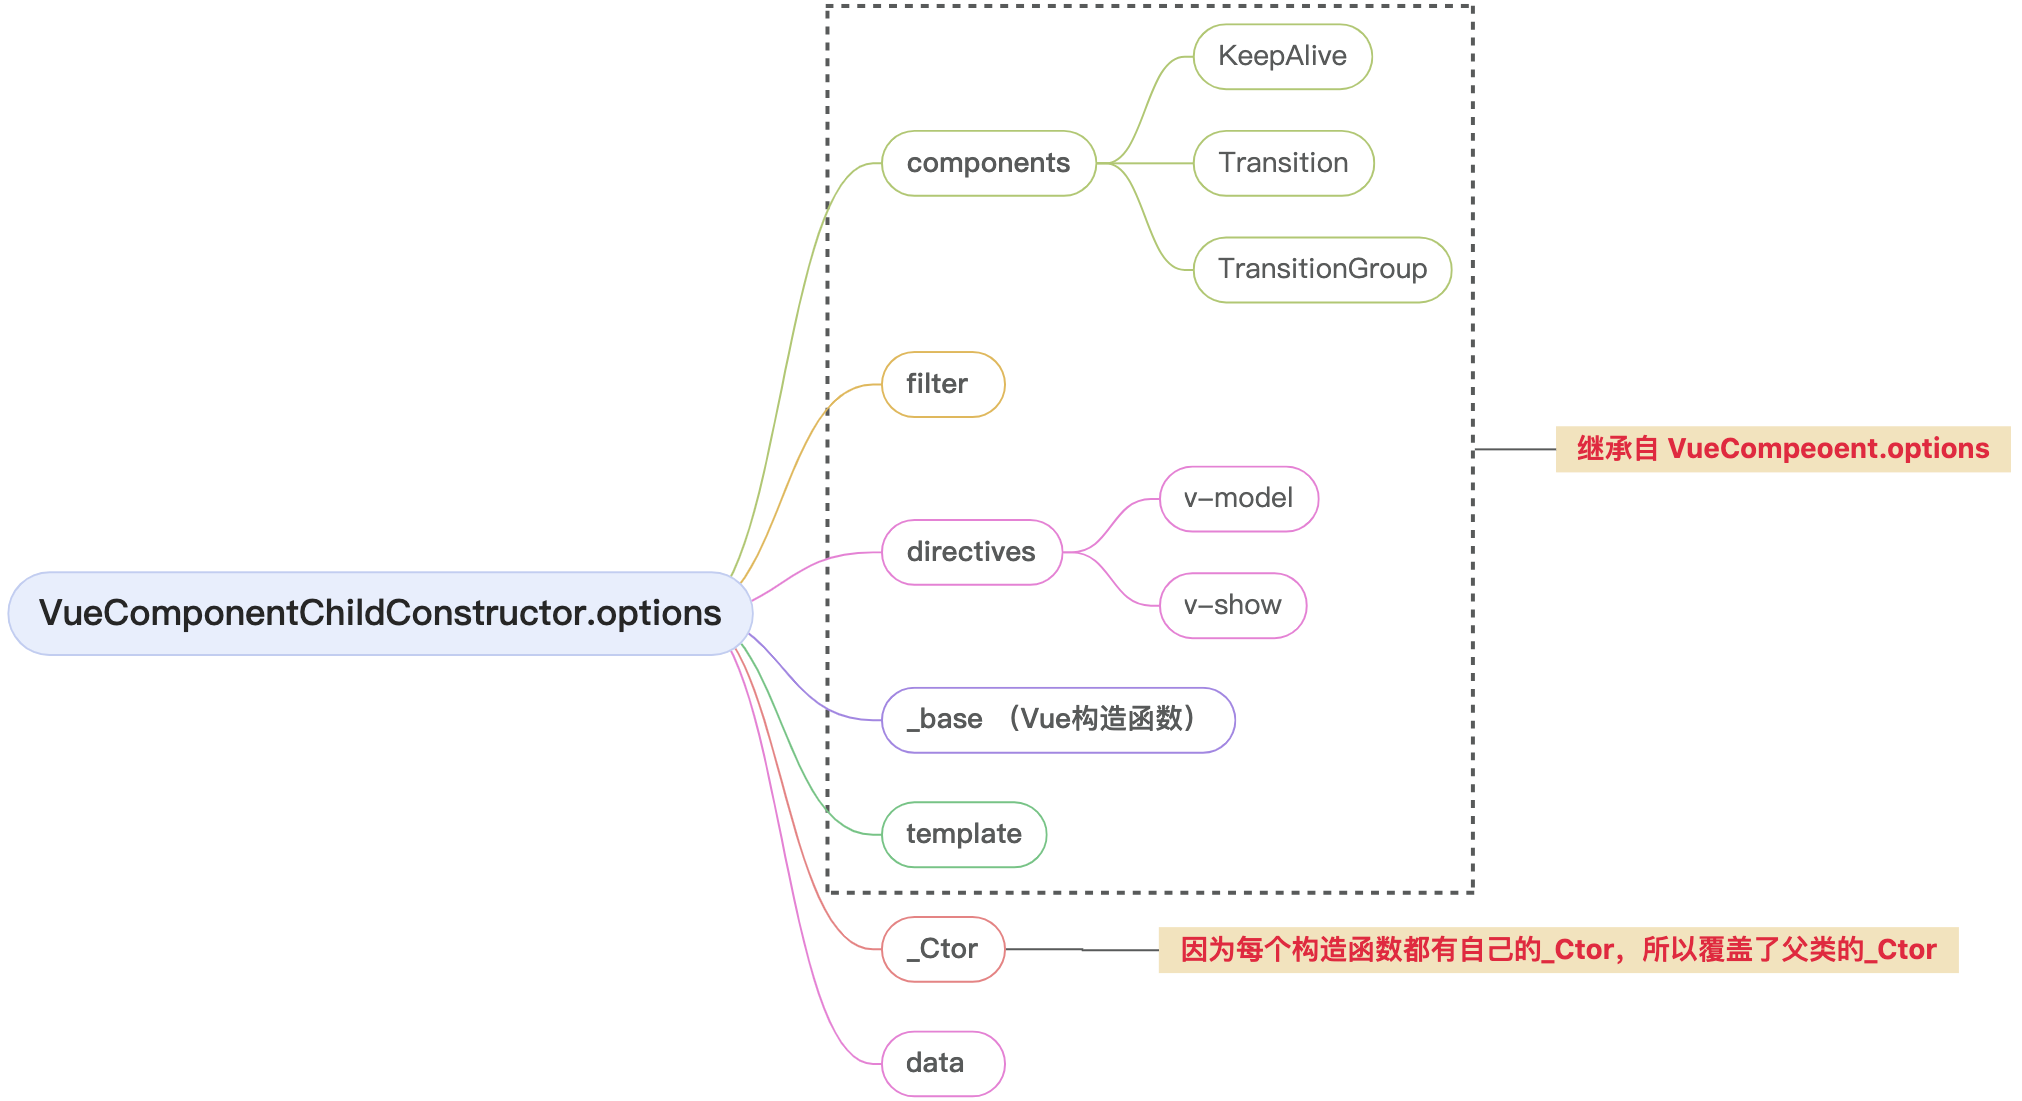 VueComponentChildConstructor.options
components
KeepAlive
Transition
TransitionGroup
filter
directives
v-model
v-show
_base （Vue构造函数）
template
_Ctor
data
继承自 VueCompeoent.options
因为每个构造函数都有自己的_Ctor，所以覆盖了父类的_Ctor